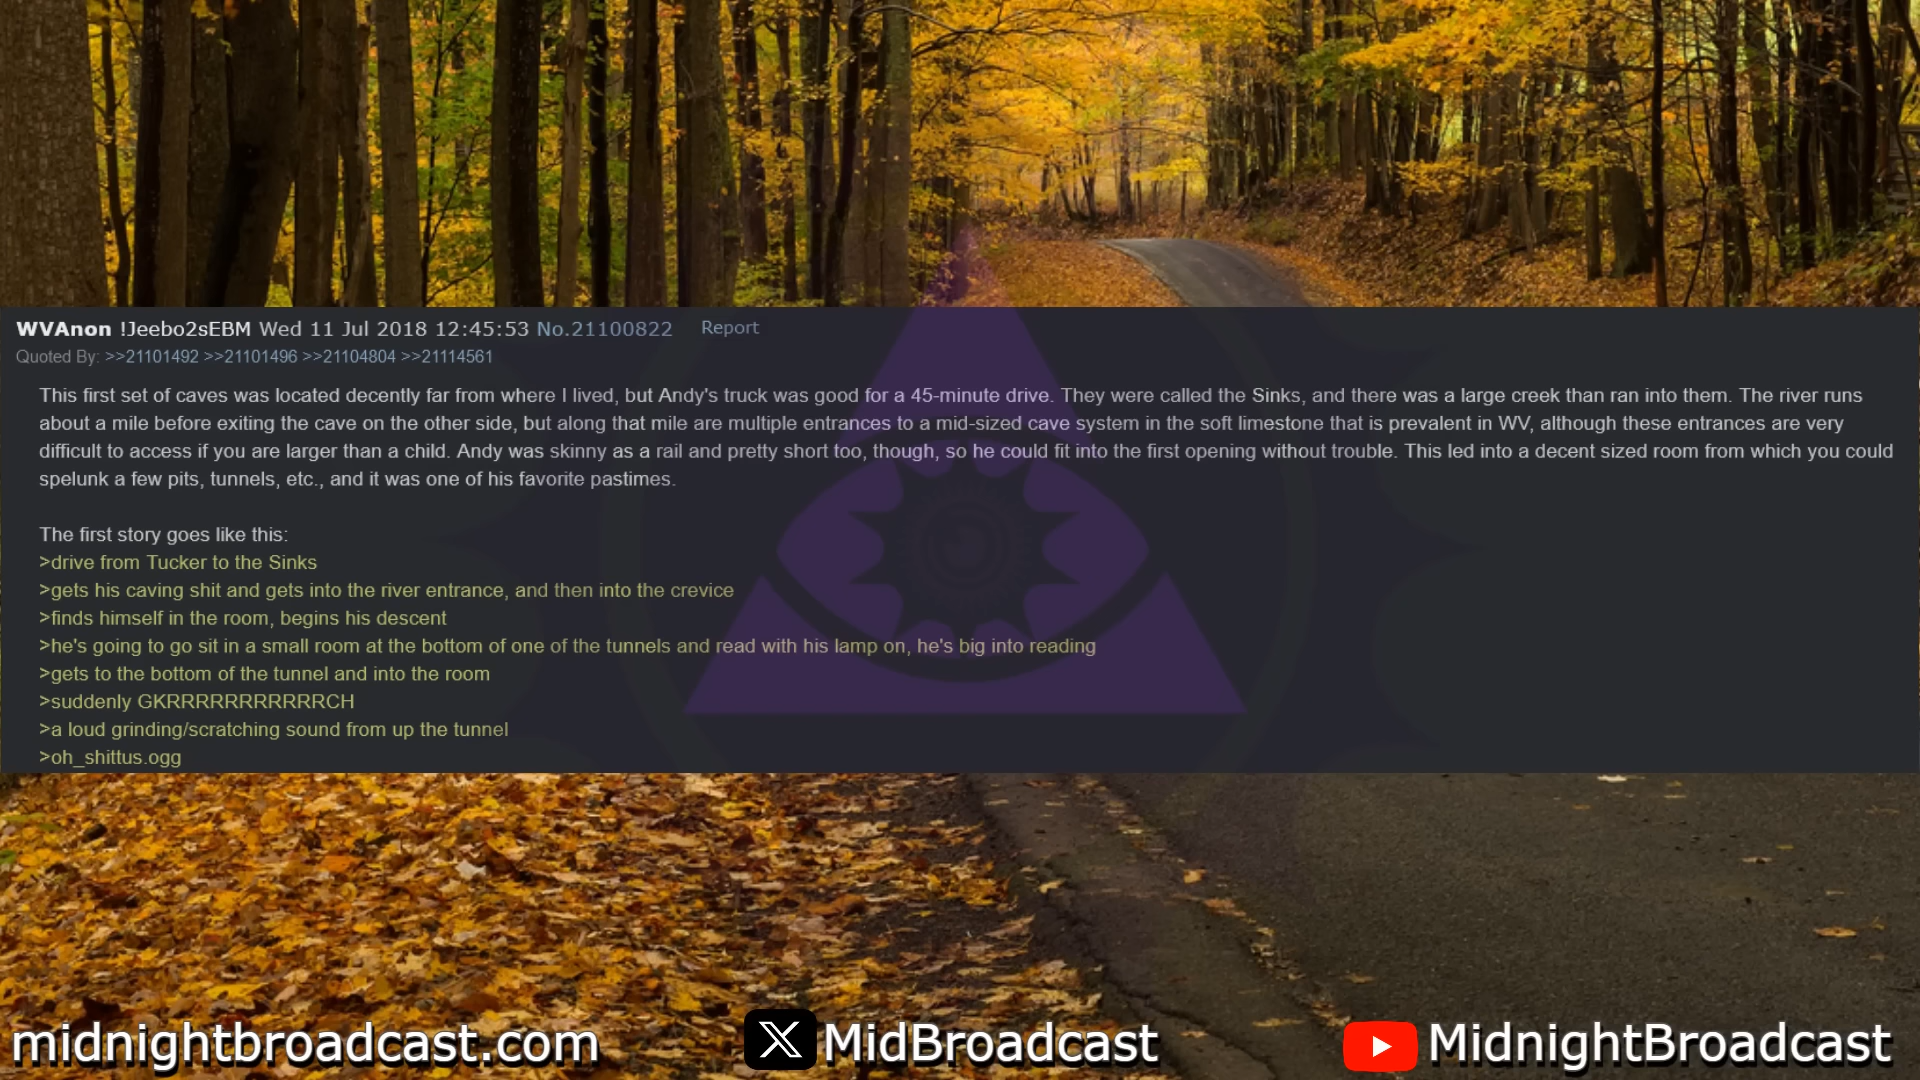 WVAnon !Jeebo2sEBM Wed 11 Jul 2018 12:45:53 No.21100822 Report
Quoted By: >>21101492 >>21101496 >>21104804 >>21114561
This first set of caves was located decently far from where I lived, but Andy's truck was good for a 45-minute drive. They were called the Sinks, and there was a large creek than ran into them. The river runs
about a mile before exiting the cave on the other side, but along that mile are multiple entrances to a mid-sized cave system in the soft limestone that is prevalent in WV, although these entrances are very
difficult to access if you are larger than a child. Andy was skinny as a rail and pretty short too, though, so he could fit into the first opening without trouble. This led into a decent sized room from which you could
spelunk a few pits, tunnels, etc., and it was one of his favorite pastimes.
The first story goes like this:
>drive from Tucker to the Sinks
>gets his caving shit and gets into the river entrance, and then into the crevice
>finds himself in the room, begins his descent
>he's going to go sit in a small room at the bottom of one of the tunnels and read with his lamp on, he's big into reading
>gets to the bottom of the tunnel and into the room
>suddenly GKRRRRRRRRRRRCH
>a loud grinding/scratching sound from up the tunnel
>oh_shittus.ogg
midnightbroadcast.com MidBroadcast MidnightBroadcast